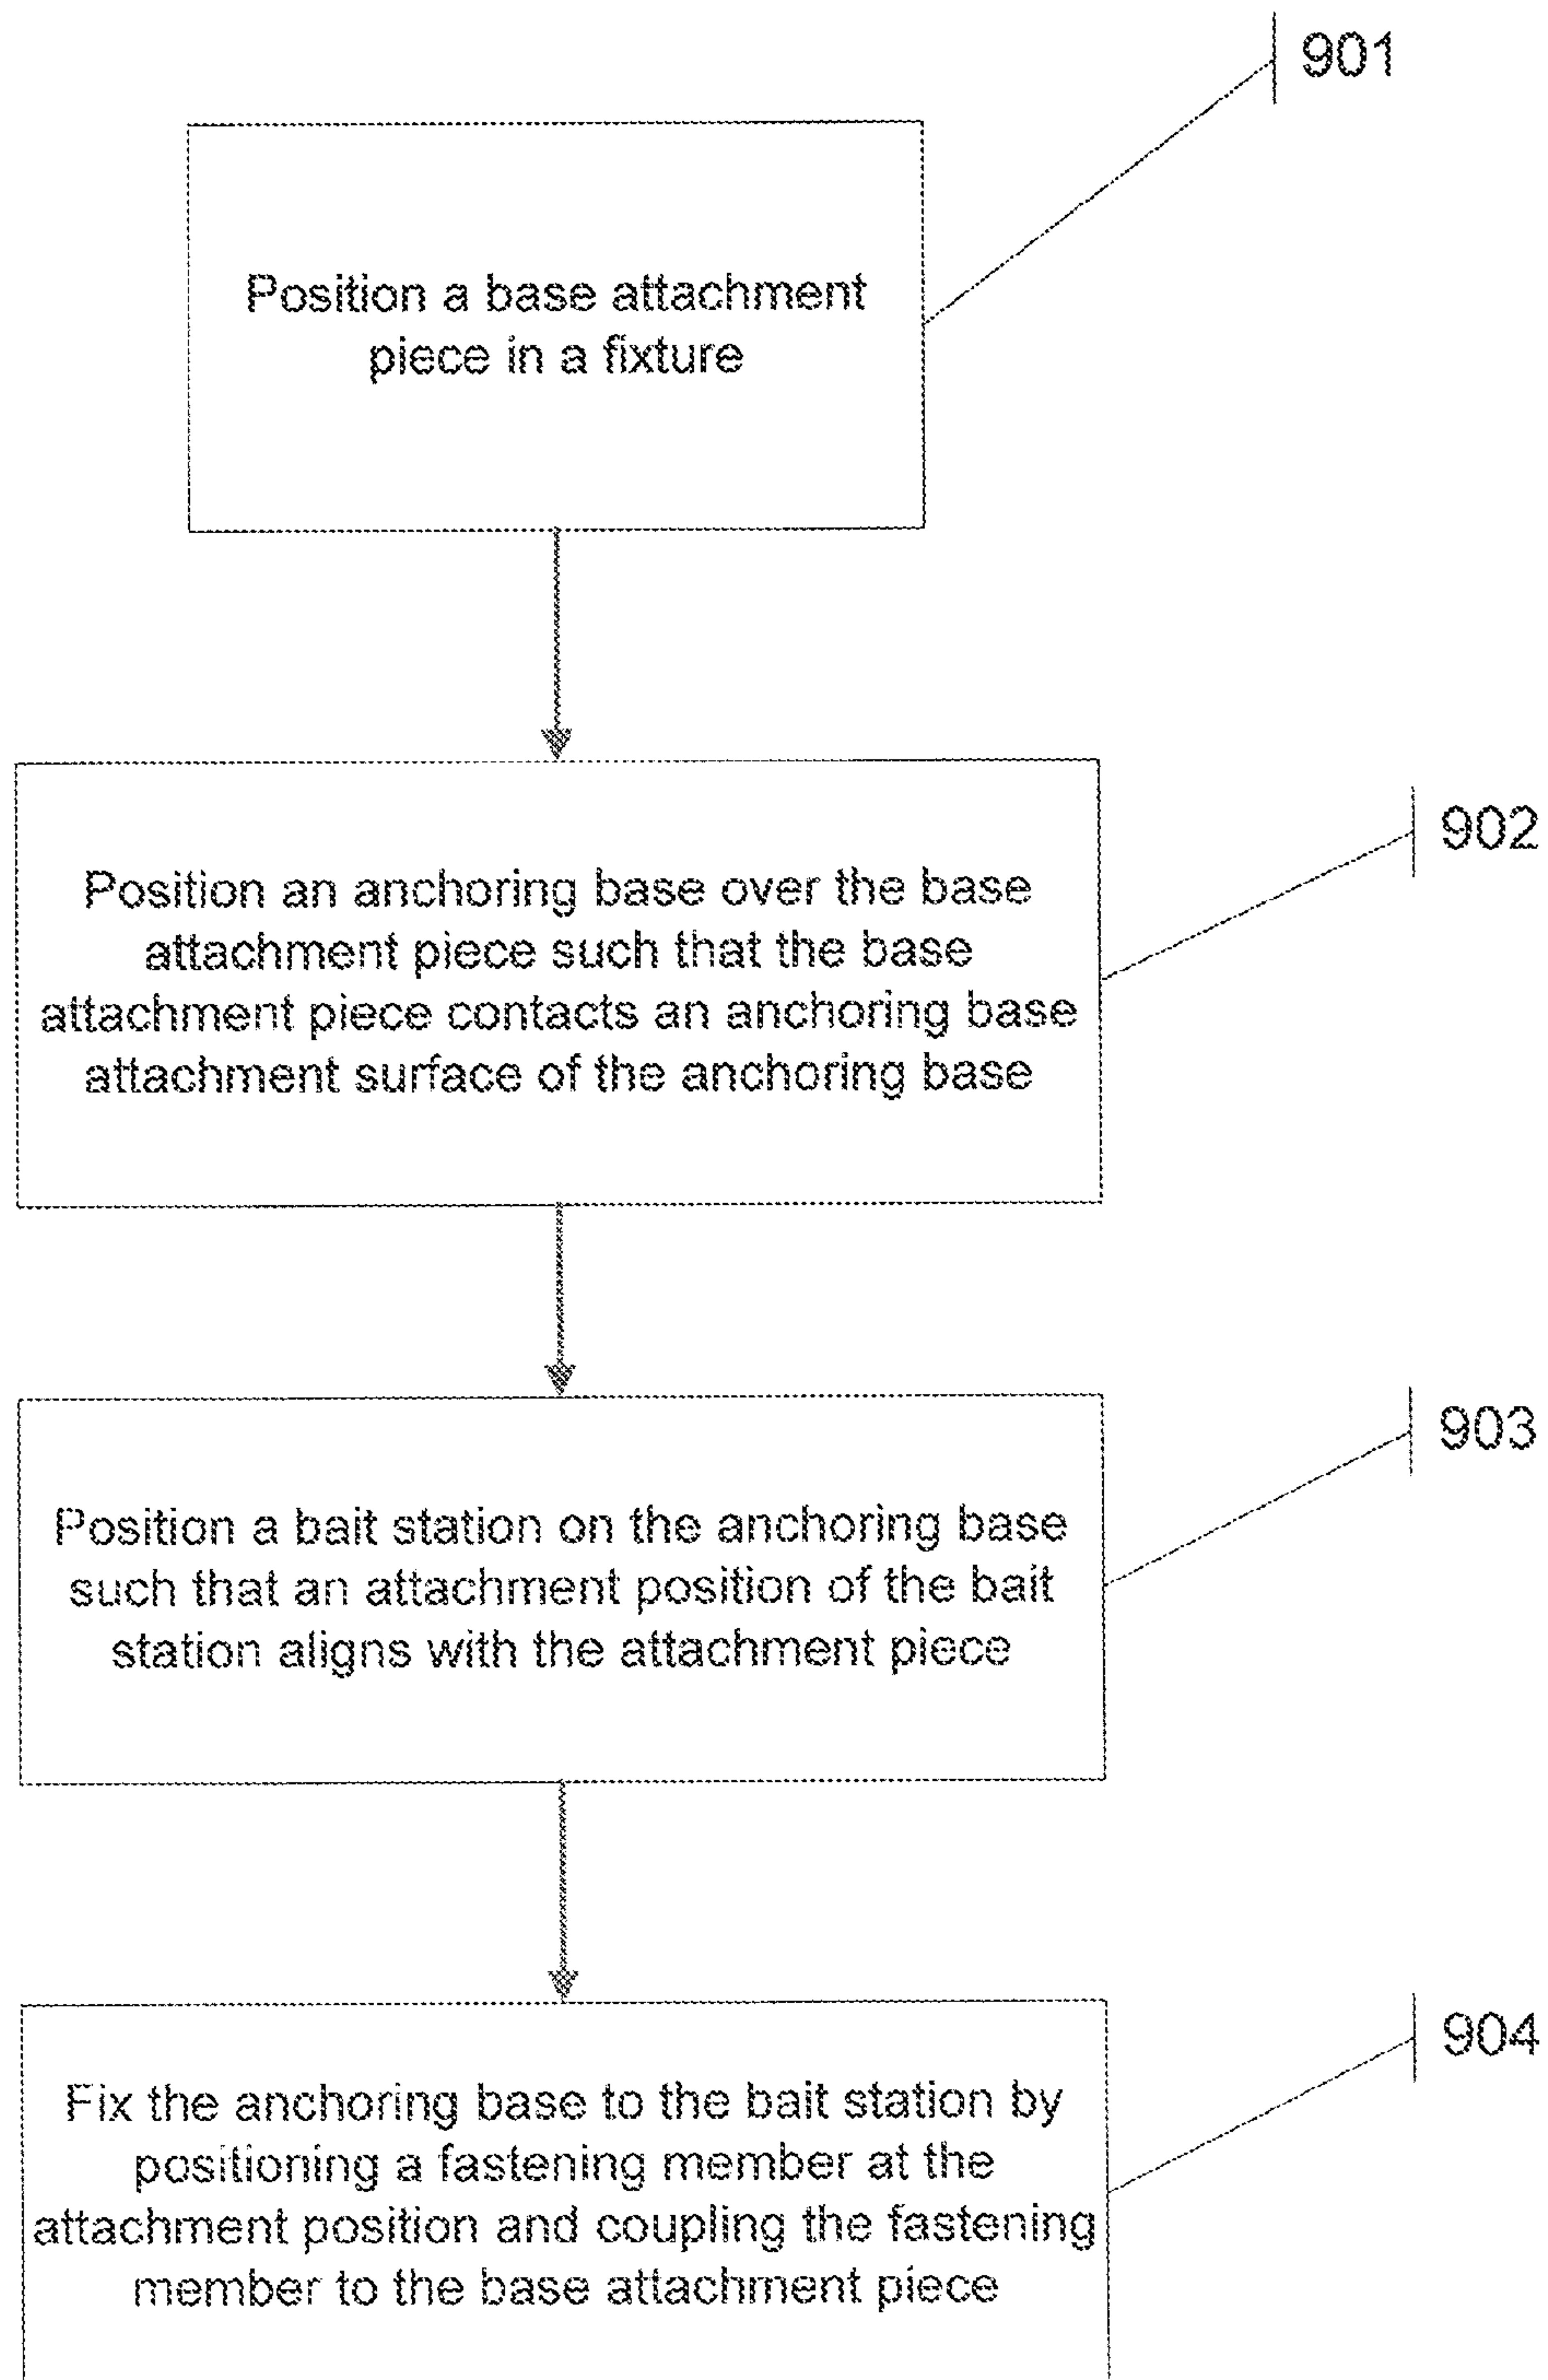 901
Position a base attachment
piece in a fixture
902
Position an anchoring base over the base
attachment piece such that the base
attachment piece contacts an anchoring base
attachment surface of the anchoring base
903
Position a bait station on the anchoring base
such that an attachment position of the bait
station aligns with the attachment piece
904
Fix the anchoring base to the bait station by
positioning a fastening member at the
attachment position and coupling the fastening
member to the base attachment piece